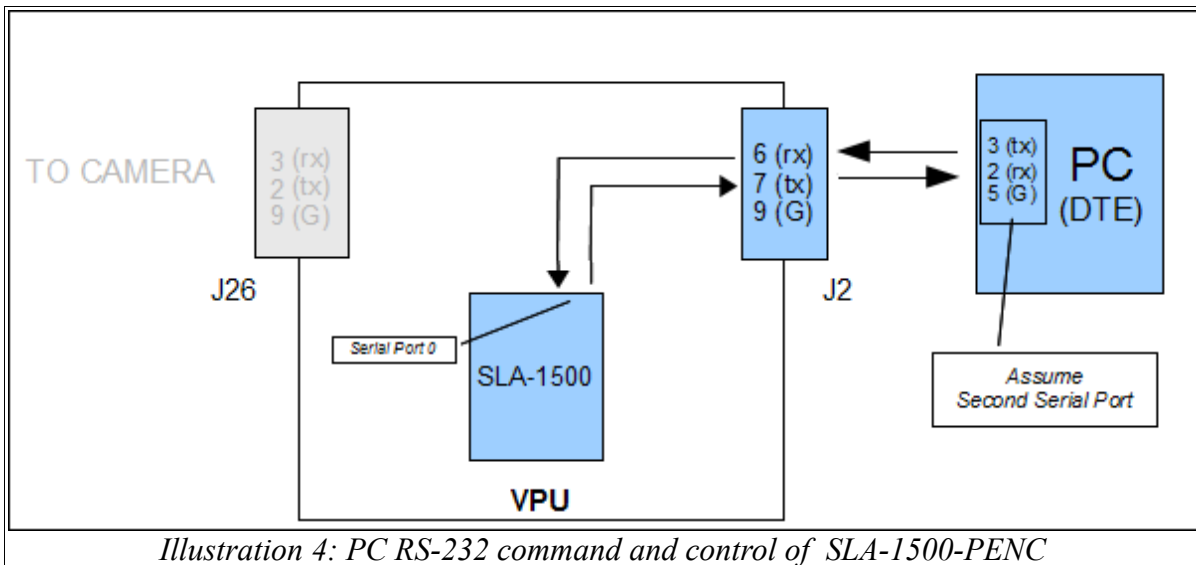 TO CAMERA
3 (rx)
2 (tx)
9 (G)
J26
6 (rx)
7 (tx)
9 (G)
J2
3 (tx)
2 (rx)
5 (G)
PC
(DTE)
Serial Port 0
SLA-1500
Assume
Second Serial Port
VPU
Illustration 4: PC RS-232 command and control of SLA-1500-PENC